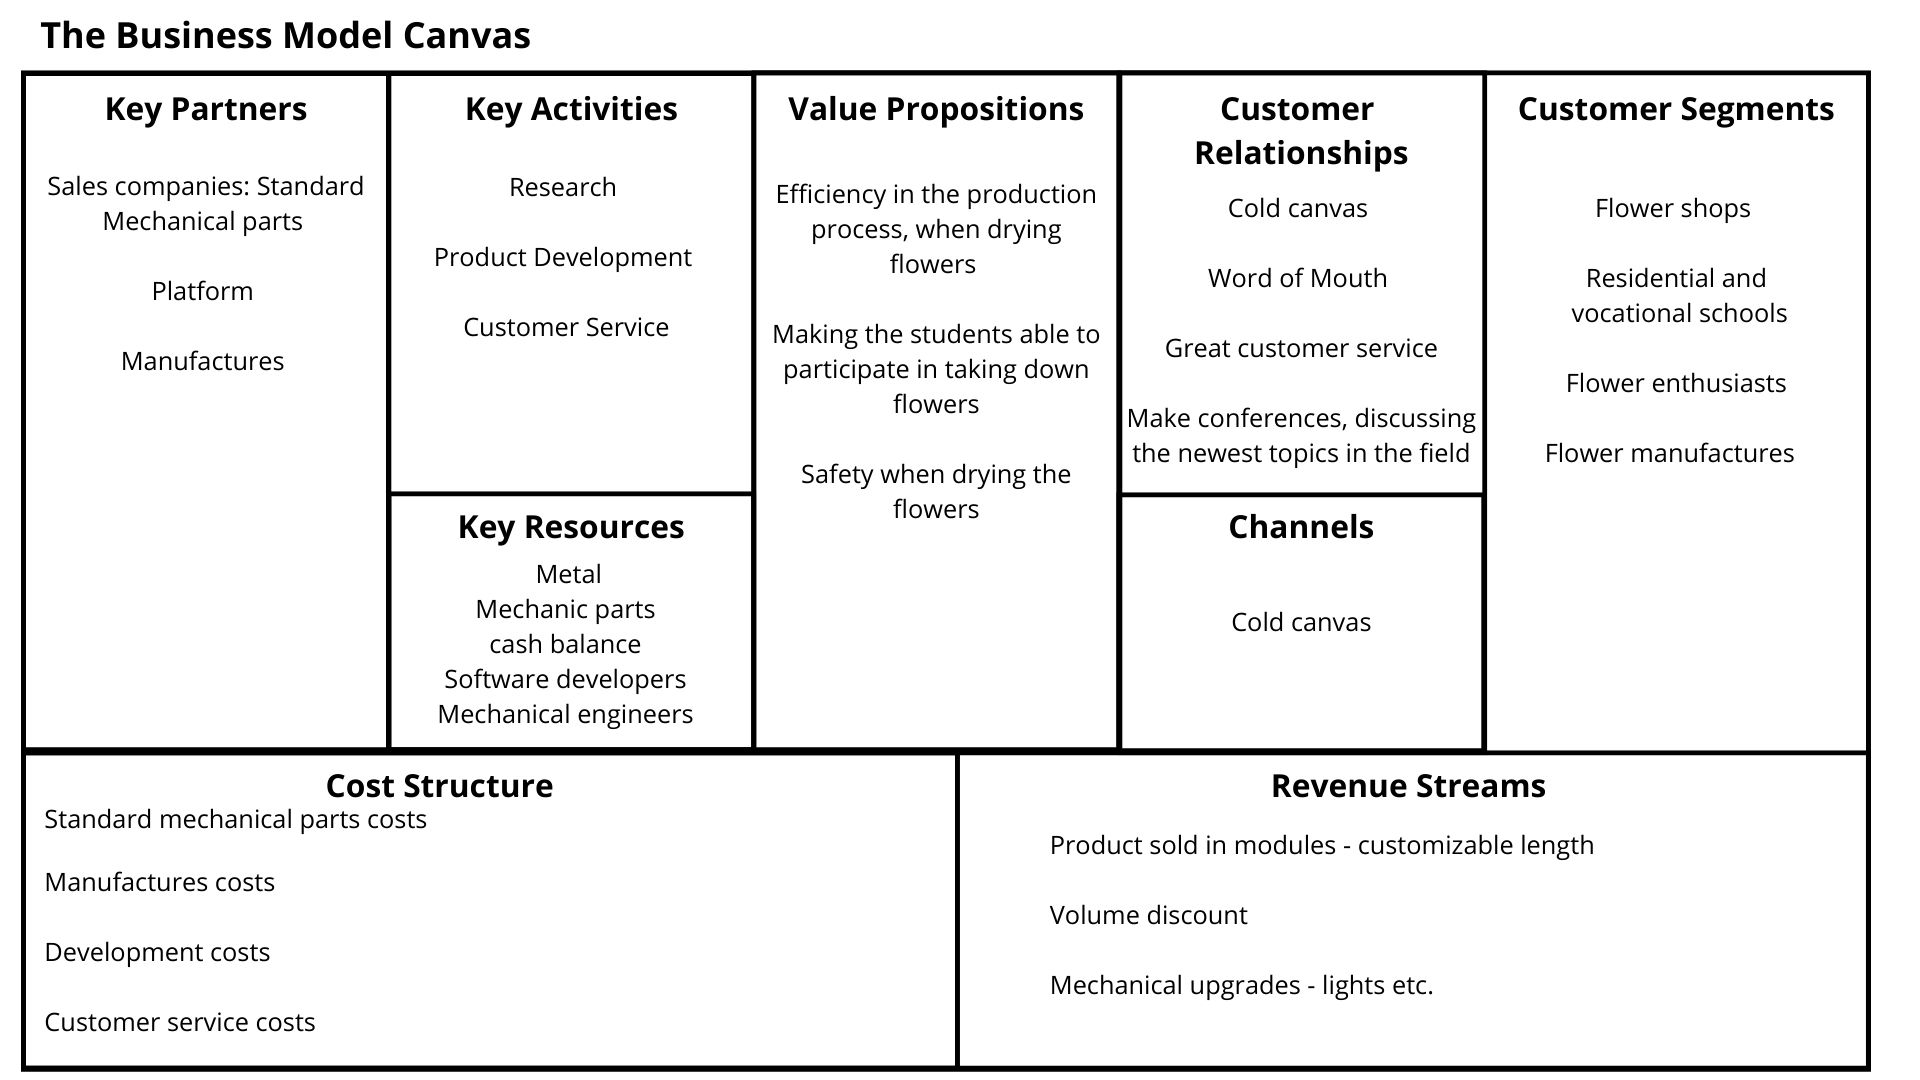 The Business Model Canvas
Key Partners
Sales companies: Standard
Mechanical parts
Platform
Manufactures
Key Activities
Research
Product Development
Customer Service
Key Resources
Metal
Mechanic parts
cash balance
Software developers
Mechanical engineers
Value Propositions
Efficiency in the production
process, when drying
flowers
Making the students able to
participate in taking down
flowers
Safety when drying the
flowers
Customer
Relationships
Cold canvas
Word of Mouth
Great customer service
Make conferences, discussing
the newest topics in the field
Channels
Cold canvas
Customer Segments
Flower shops
Residential and
vocational schools
Flower enthusiasts
Flower manufactures
Cost Structure
Standard mechanical parts costs
Manufactures costs
Development costs
Customer service costs
Revenue Streams
Product sold in modules - customizable length
Volume discount
Mechanical upgrades - lights etc.